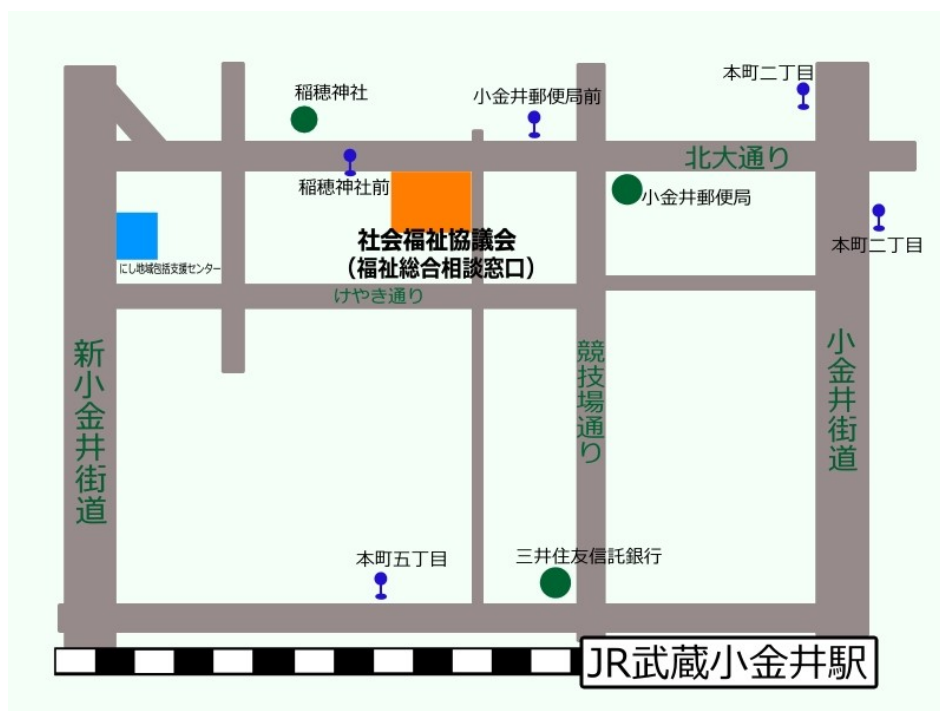 本町二丁目
稲穂神社
小金井郵便局前
北大通り
稲穂神社前
小金井郵便局
社会福祉協議会
(福祉総合相談窓口)
本町二丁目
にし地域包括支援センター
けやき通り
新小金井街道
競技場通り
小金井街道
本町五丁目
三井住友信託銀行
JR武蔵小金井駅